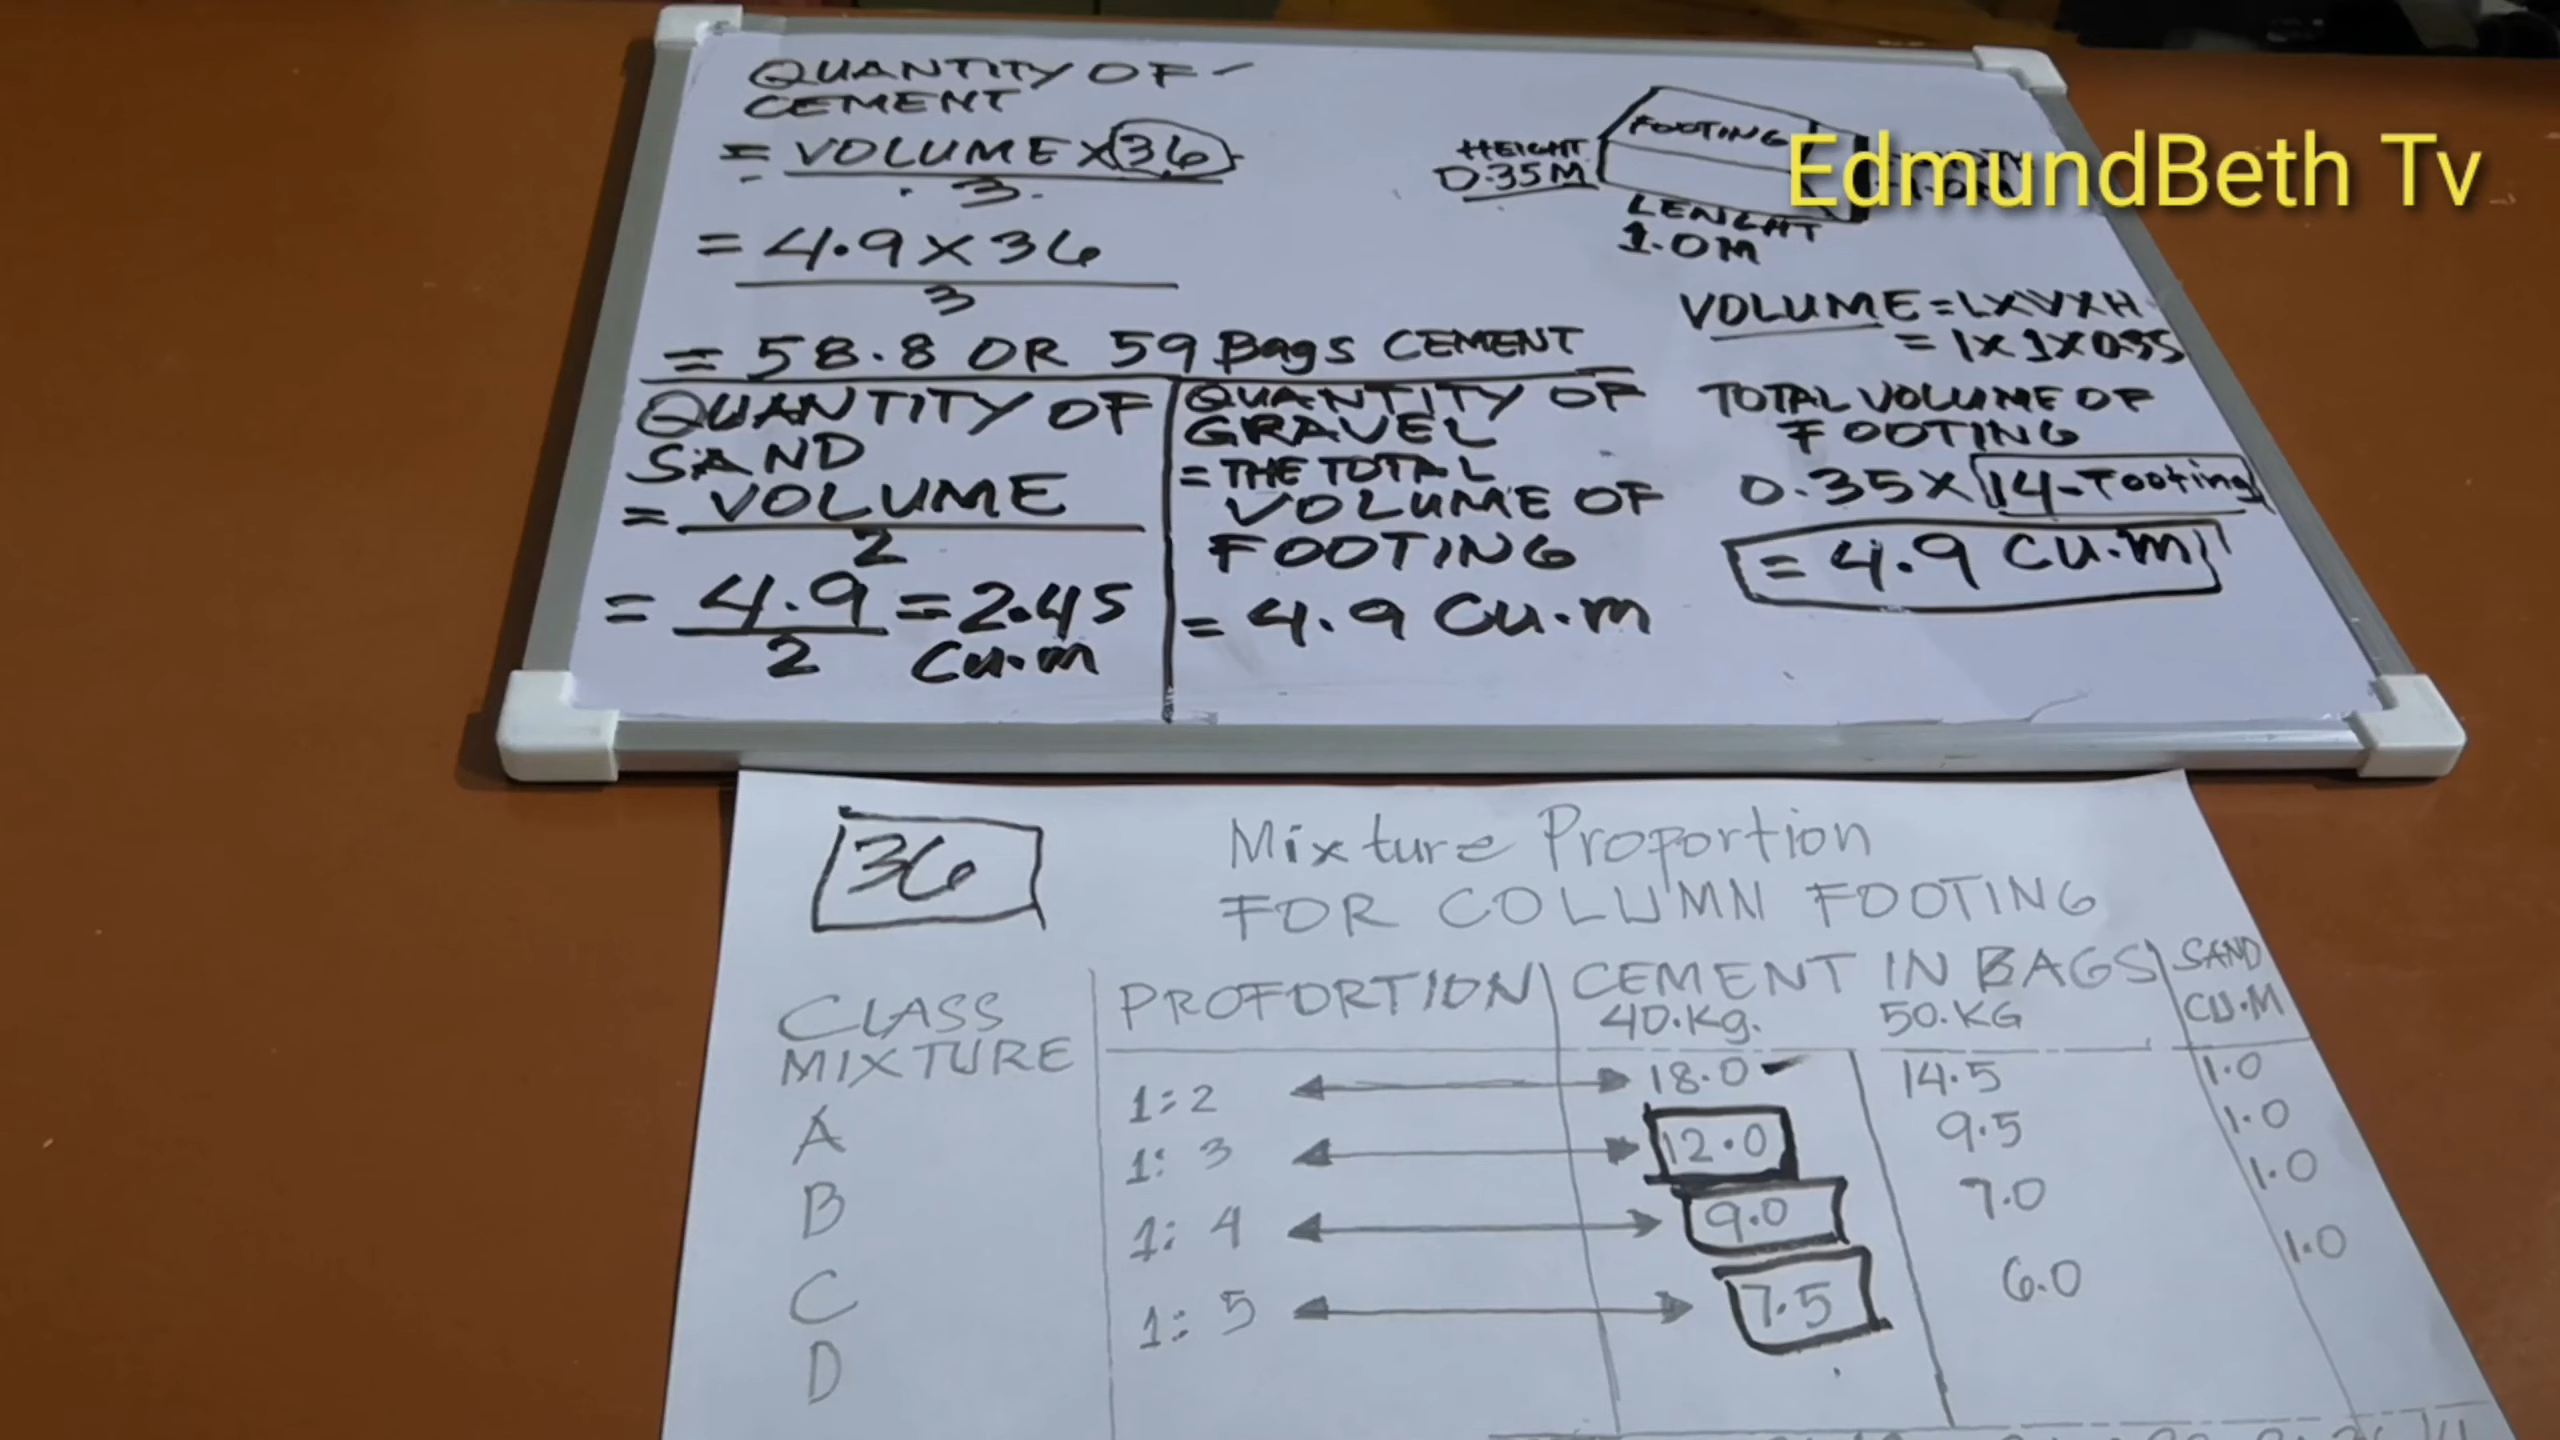 QUANTITY OF
CEMENT
= VOLUME X 36
3
= 4.9 X 36
3
= 58.8 OR 59 Bags CEMENT
QUANTITY OF
SAND
= VOLUME
2
= 4.9 = 2.45
2 Cu.m
QUANTITY OF
GRAVEL
= THE TOTAL
VOLUME OF
FOOTING
= 4.9 Cu.m
FOOTING
HEIGHT
0.35M
LENGHT
1.0M
EdmundBeth Tv
VOLUME = LXWXH
= 1X1X0.35
TOTAL VOLUME OF
FOOTING
0.35X 14-Footing
= 4.9 CU.m
36
Mixture Proportion
FOR COLUMN FOOTING
CLASS MIXTURE PROFORTION CEMENT IN BAGS SAND
40.Kg. 50.KG CU.M
A 1:2 18.0 14.5 1.0
B 1:3 12.0 9.5 1.0
C 1:4 9.0 7.0 1.0
D 1:5 7.5 6.0 1.0